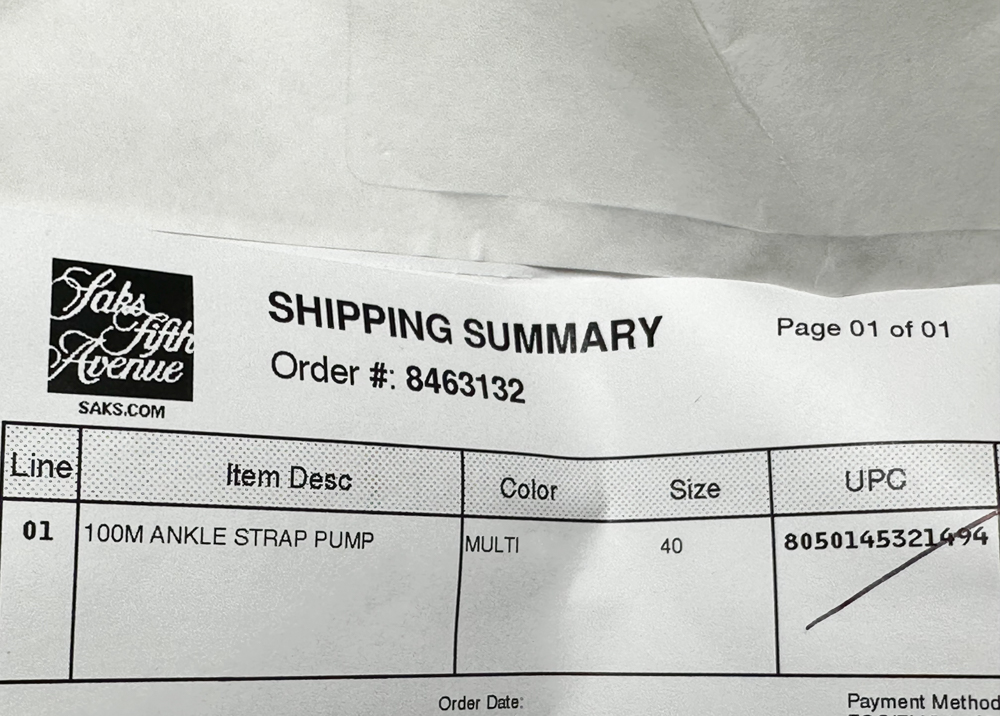 Saks
Fifth
Avenue
SAKS.COM
SHIPPING SUMMARY
Order #: 8463132
Page 01 of 01
Line Item Desc Color Size UPC
01 100M ANKLE STRAP PUMP MULTI 40 8050145321494
Order Date: Payment Method